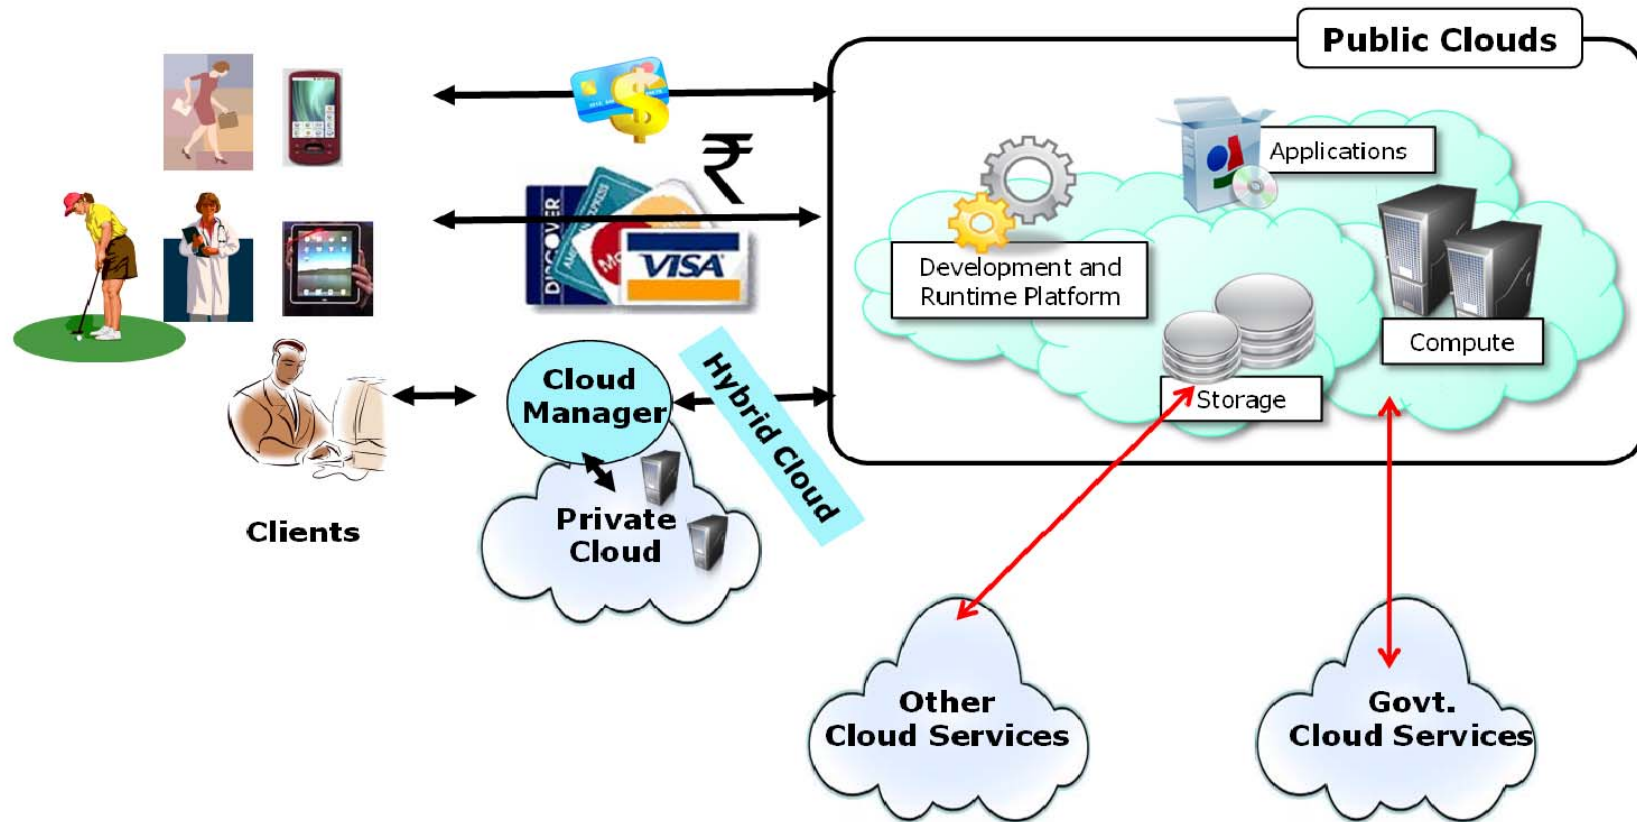 Public Clouds
$
₹
Applications
DISCOVER
VISA
Development and
Runtime Platform
Compute
Storage
Cloud
Manager
Hybrid Cloud
Private
Cloud
Clients
Other
Cloud Services
Govt.
Cloud Services